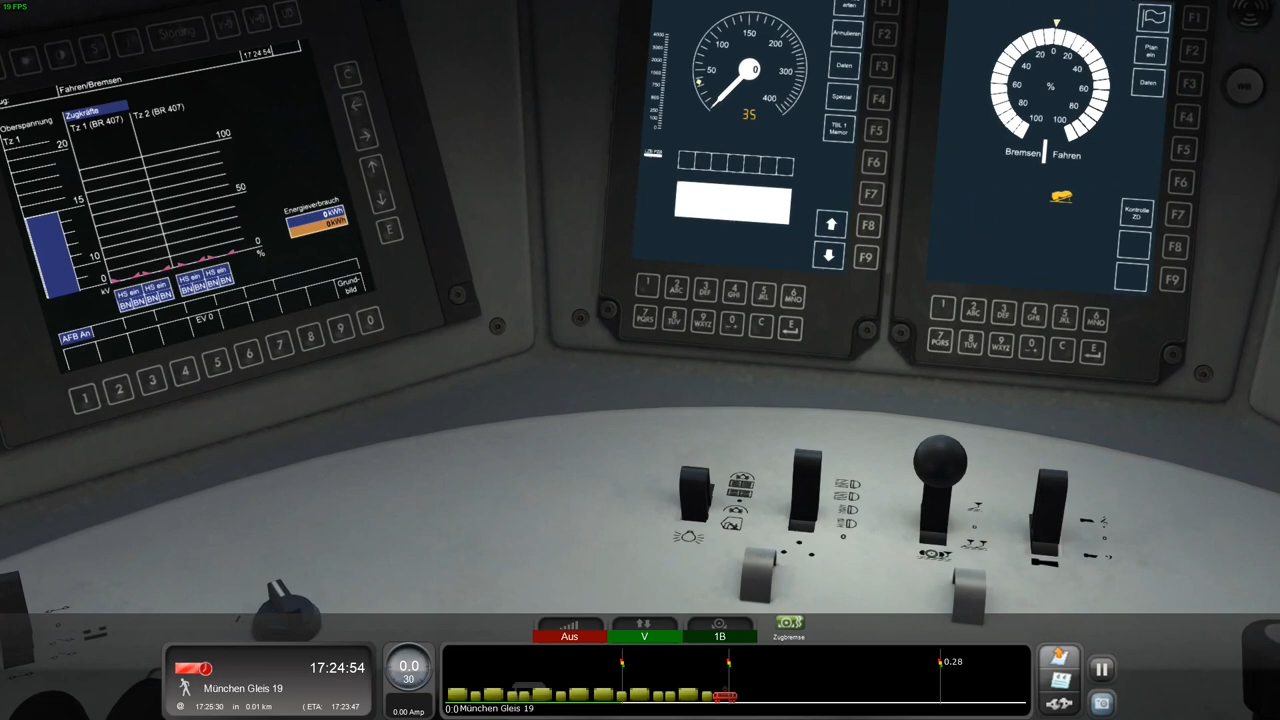 19 FPS
Störung
17:24:54
Fahren/Bremsen
Oberspannung
Tz 1
Zugkräfte
Tz 1 (BR 407)
Tz 2 (BR 407)
20
15
10
kV
100
50
0
%
0
Energieverbrauch
0 kWh
0 kWh
HS ein
HS ein
HS ein
HS ein
BN BN BN BN
BN BN BN BN
EV 0
AFB An
Grund-
bild
C
E
1 2 3 4 5 6 7 8 9 0
50
100
150
200
300
400
0
35
arten
Annullieren
Daten
Spezial
TBL 1
Memor
F1
F2
F3
F4
F5
F6
F7
F8
F9
1 2 ABC 3 DEF 4 GHI 5 JKL 6 MNO
7 PQRS 8 TUV 9 WXYZ 0 C E
0
20 20
40 40
60 60
80 80
100 100
%
Bremsen Fahren
Plan
ein
Daten
Kontrolle
ZD
F1
F2
F3
F4
F5
F6
F7
F8
F9
1 2 ABC 3 DEF 4 GHI 5 JKL 6 MNO
7 PQRS 8 TUV 9 WXYZ 0 C E
WB
Aus
V
1B
Zugbremse
17:24:54
München Gleis 19
@ 17:25:30 in 0.01 km ( ETA: 17:23:47
0.0
30
0.00 Amp
0.28
0.0 München Gleis 19